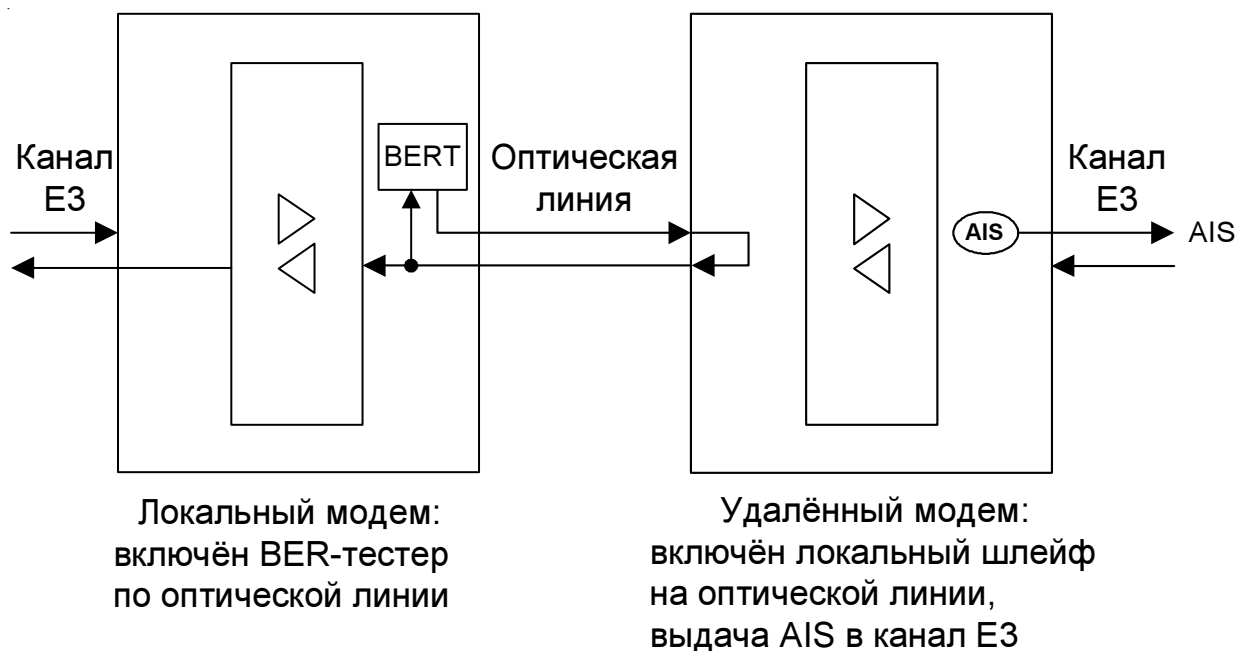 Канал
E3
BERT
Оптическая
линия
AIS
Канал
E3
AIS
Локальный модем:
включён BER-тестер
по оптической линии
Удалённый модем:
включён локальный шлейф
на оптической линии,
выдача AIS в канал E3